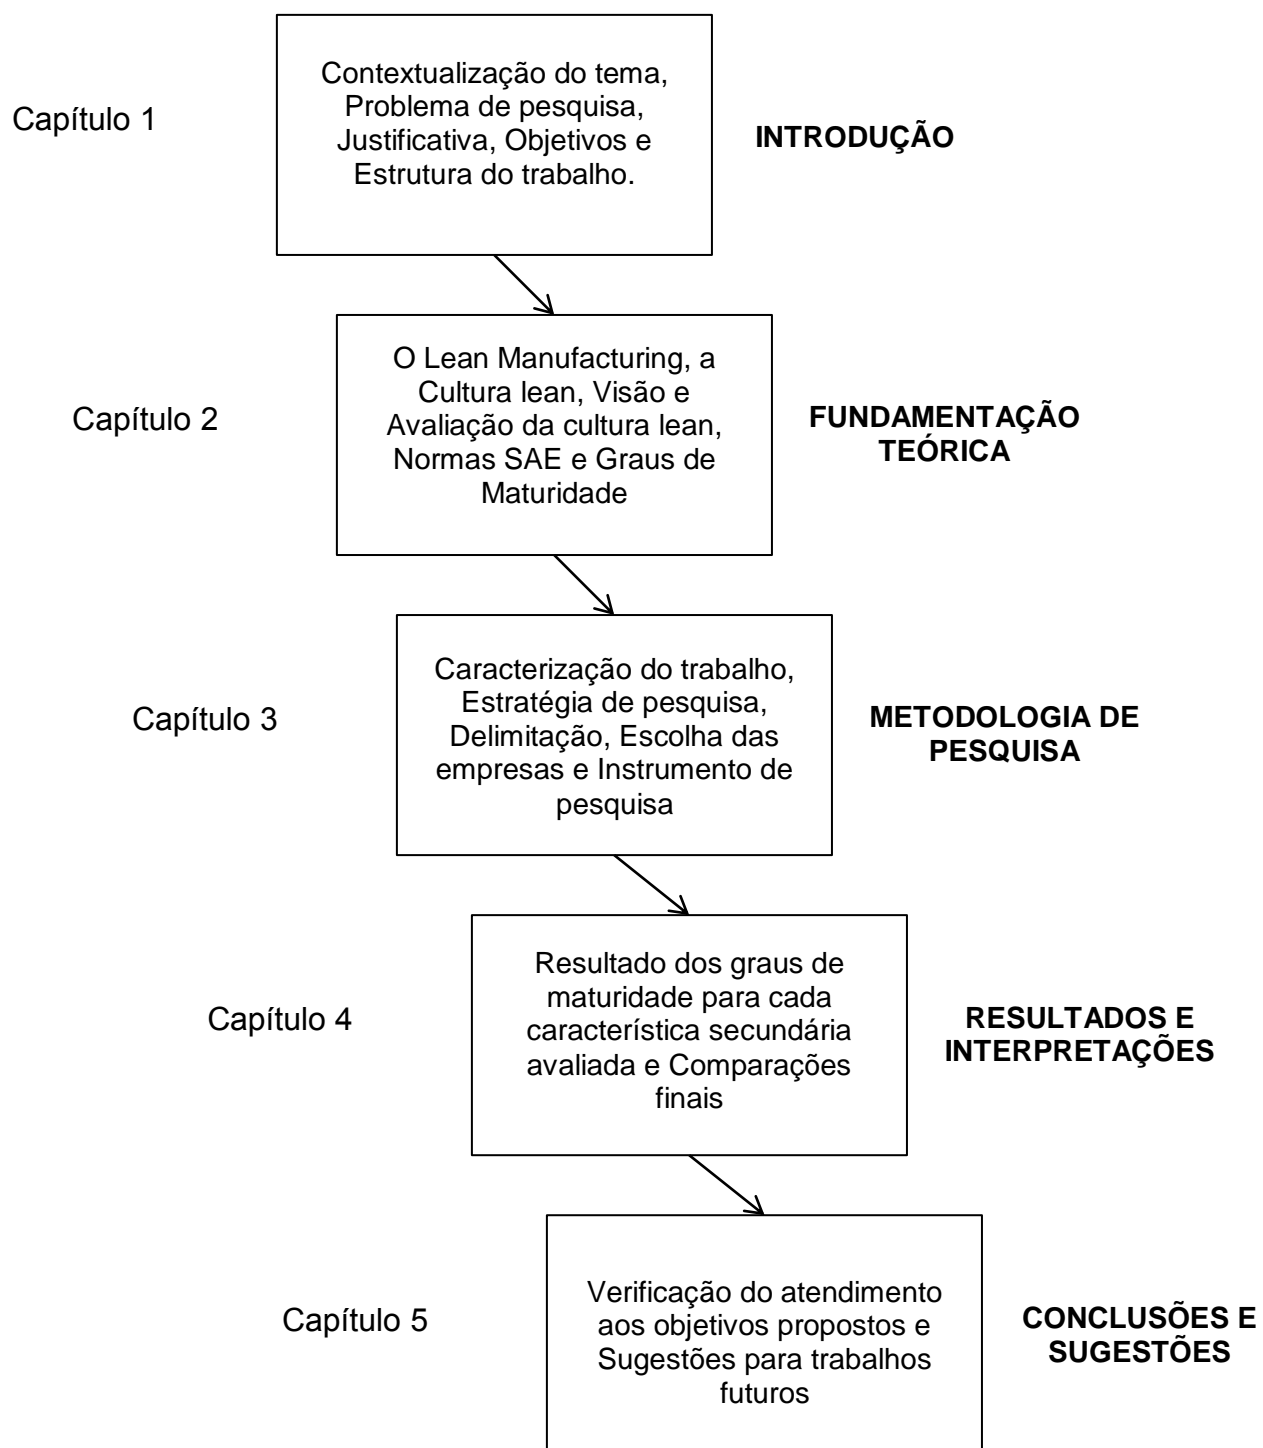 Capítulo 1
Contextualização do tema,
Problema de pesquisa,
Justificativa, Objetivos e
Estrutura do trabalho.
INTRODUÇÃO
Capítulo 2
O Lean Manufacturing, a
Cultura lean, Visão e
Avaliação da cultura lean,
Normas SAE e Graus de
Maturidade
FUNDAMENTAÇÃO
TEÓRICA
Capítulo 3
Caracterização do trabalho,
Estratégia de pesquisa,
Delimitação, Escolha das
empresas e Instrumento de
pesquisa
METODOLOGIA DE
PESQUISA
Capítulo 4
Resultado dos graus de
maturidade para cada
característica secundária
avaliada e Comparações
finais
RESULTADOS E
INTERPRETAÇÕES
Capítulo 5
Verificação do atendimento
aos objetivos propostos e
Sugestões para trabalhos
futuros
CONCLUSÕES E
SUGESTÕES